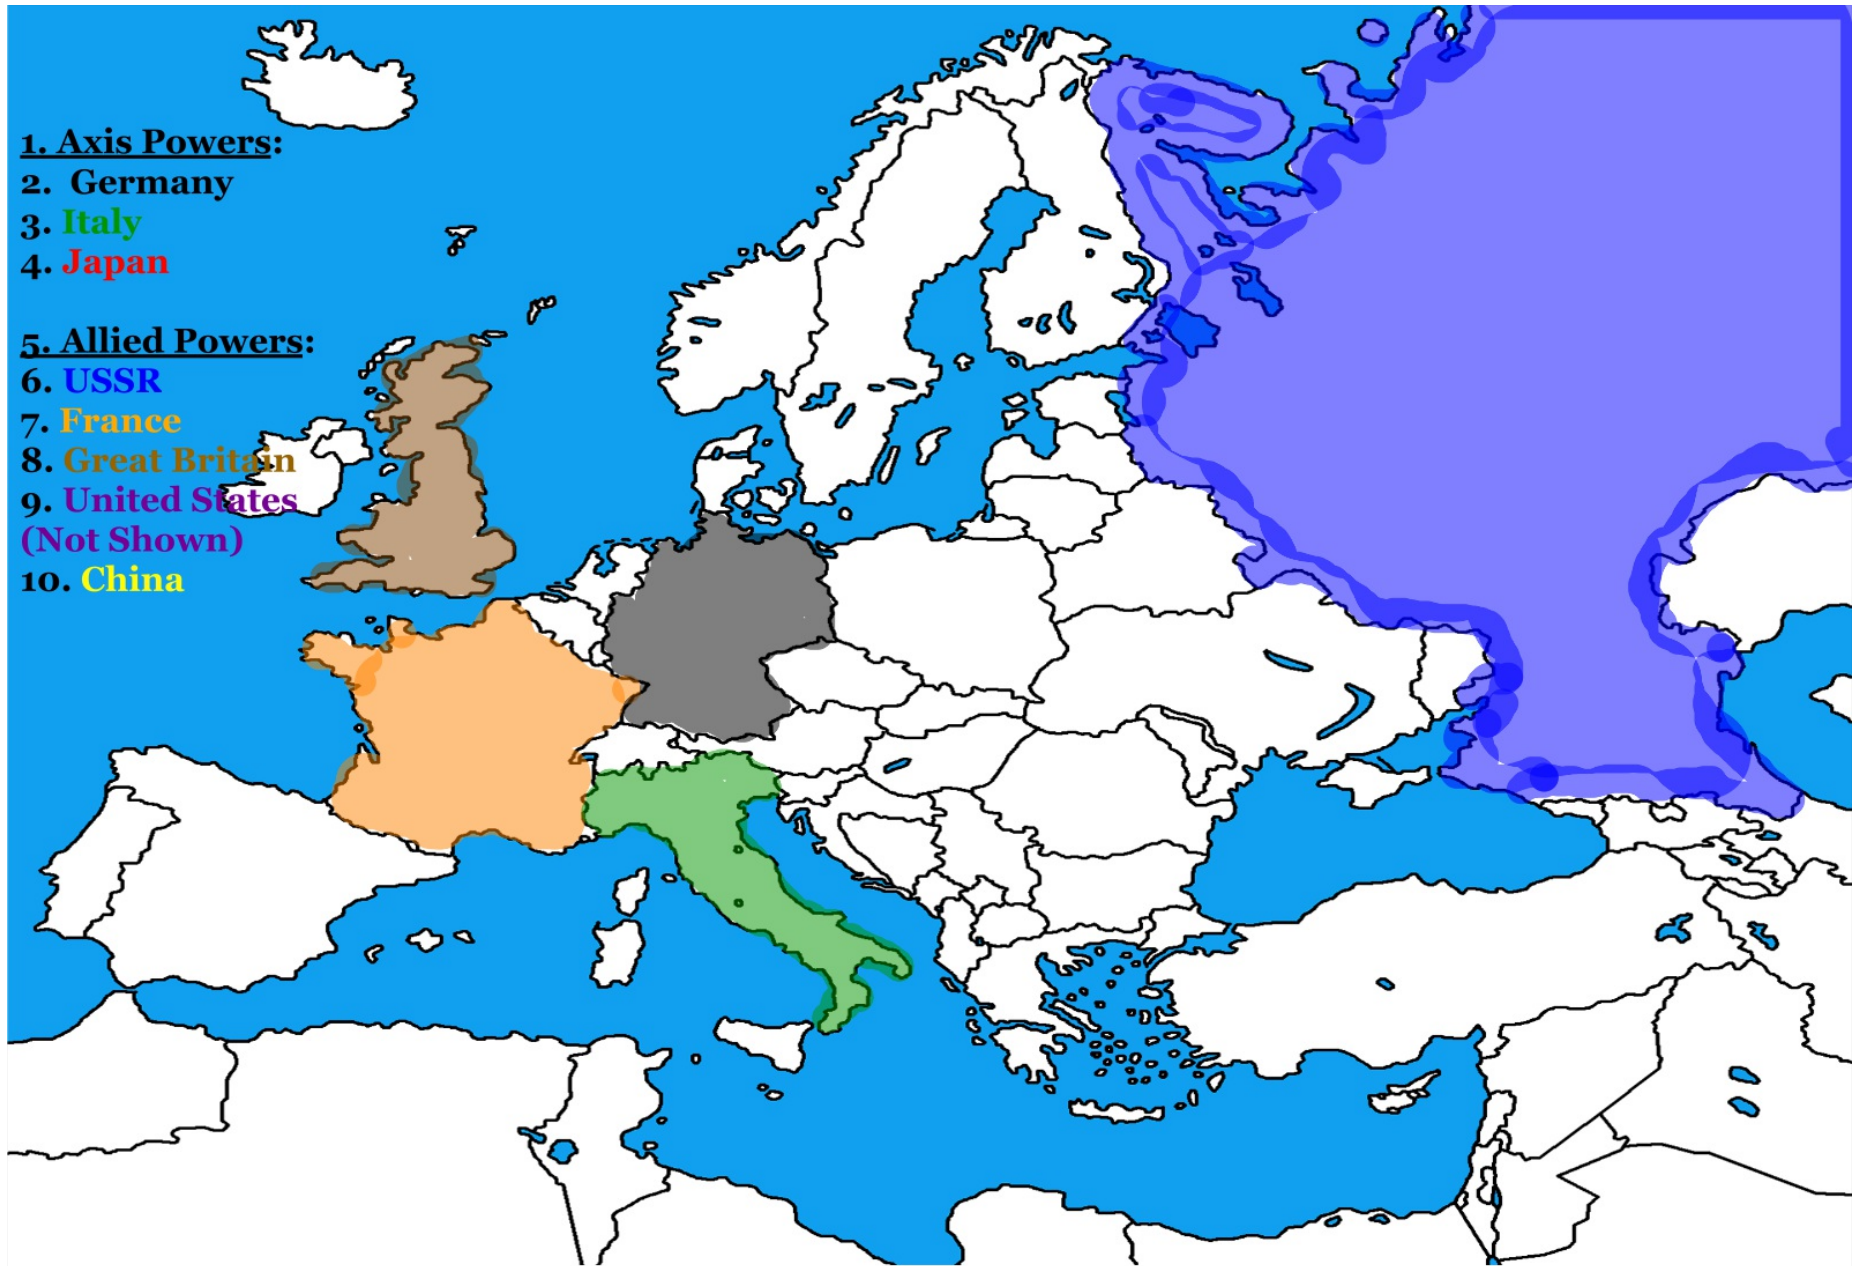 1. Axis Powers:
2. Germany
3. Italy
4. Japan
5. Allied Powers:
6. USSR
7. France
8. Great Britain
9. United States
(Not Shown)
10. China